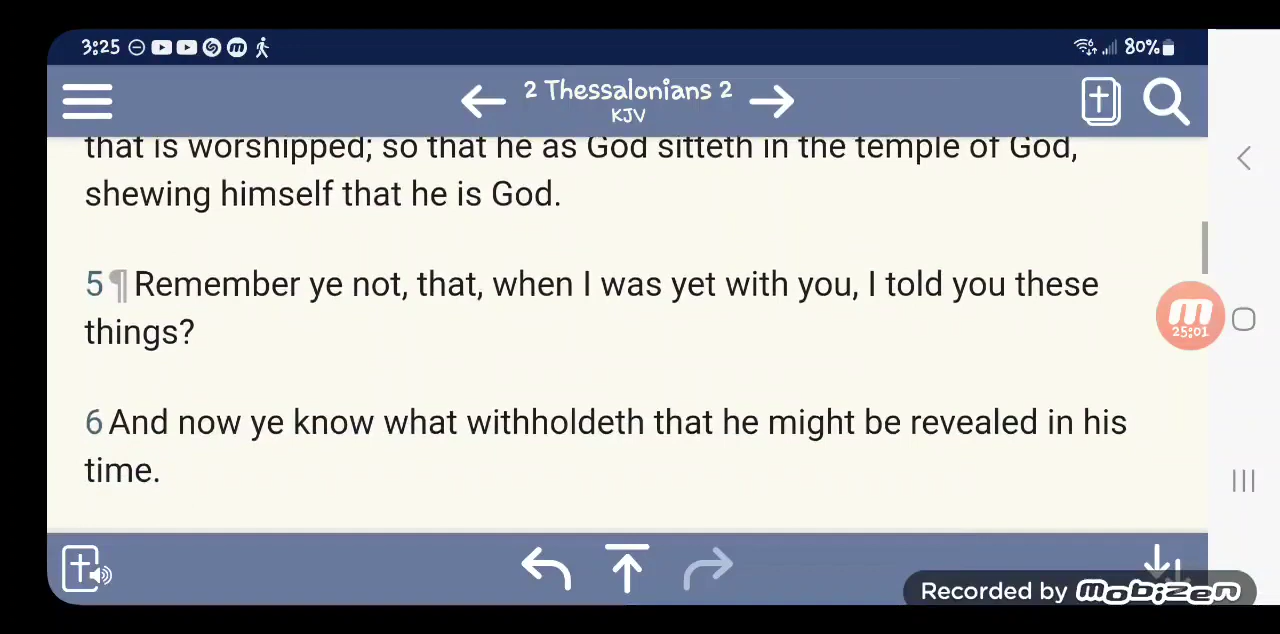 3:25 80%
2 Thessalonians 2
KJV
that is worshipped; so that he as God sitteth in the temple of God,
shewing himself that he is God.
5 ¶ Remember ye not, that, when I was yet with you, I told you these
things?
25:01
6 And now ye know what withholdeth that he might be revealed in his
time.
Recorded by mobizen